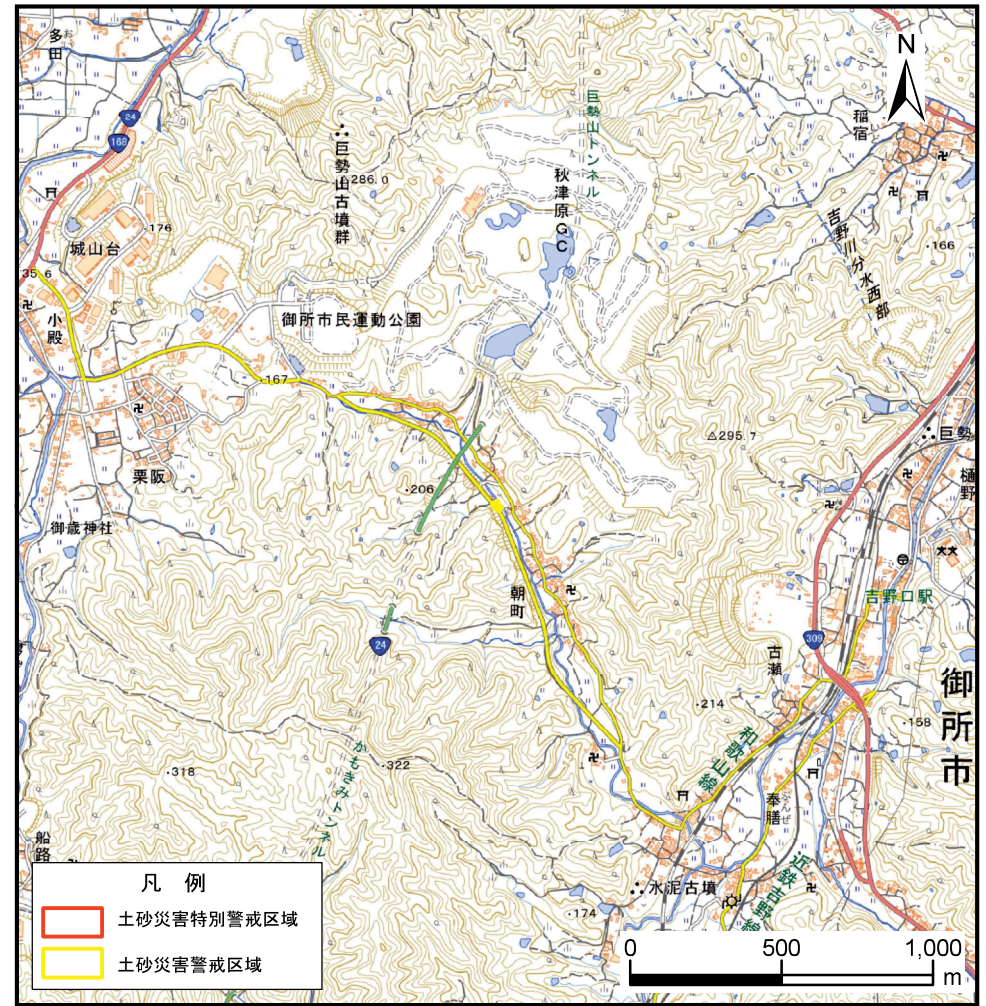 多田
お
24
168
巨勢山古墳群
286.0
巨勢山トンネル
秋津原GC
N
稲宿
吉野川分水西部
166
城山台
176
35.6
小殿
御所市民運動公園
167
栗阪
御歳神社
206
295.7
巨勢
樋野
吉野口駅
朝町
24
309
古瀬
御所市
214
158
和歌山線
奉膳
ぶんぜ
318
322
かもきみトンネル
船路
水泥古墳
近鉄吉野線
174
凡 例
土砂災害特別警戒区域
土砂災害警戒区域
0 500 1,000
m